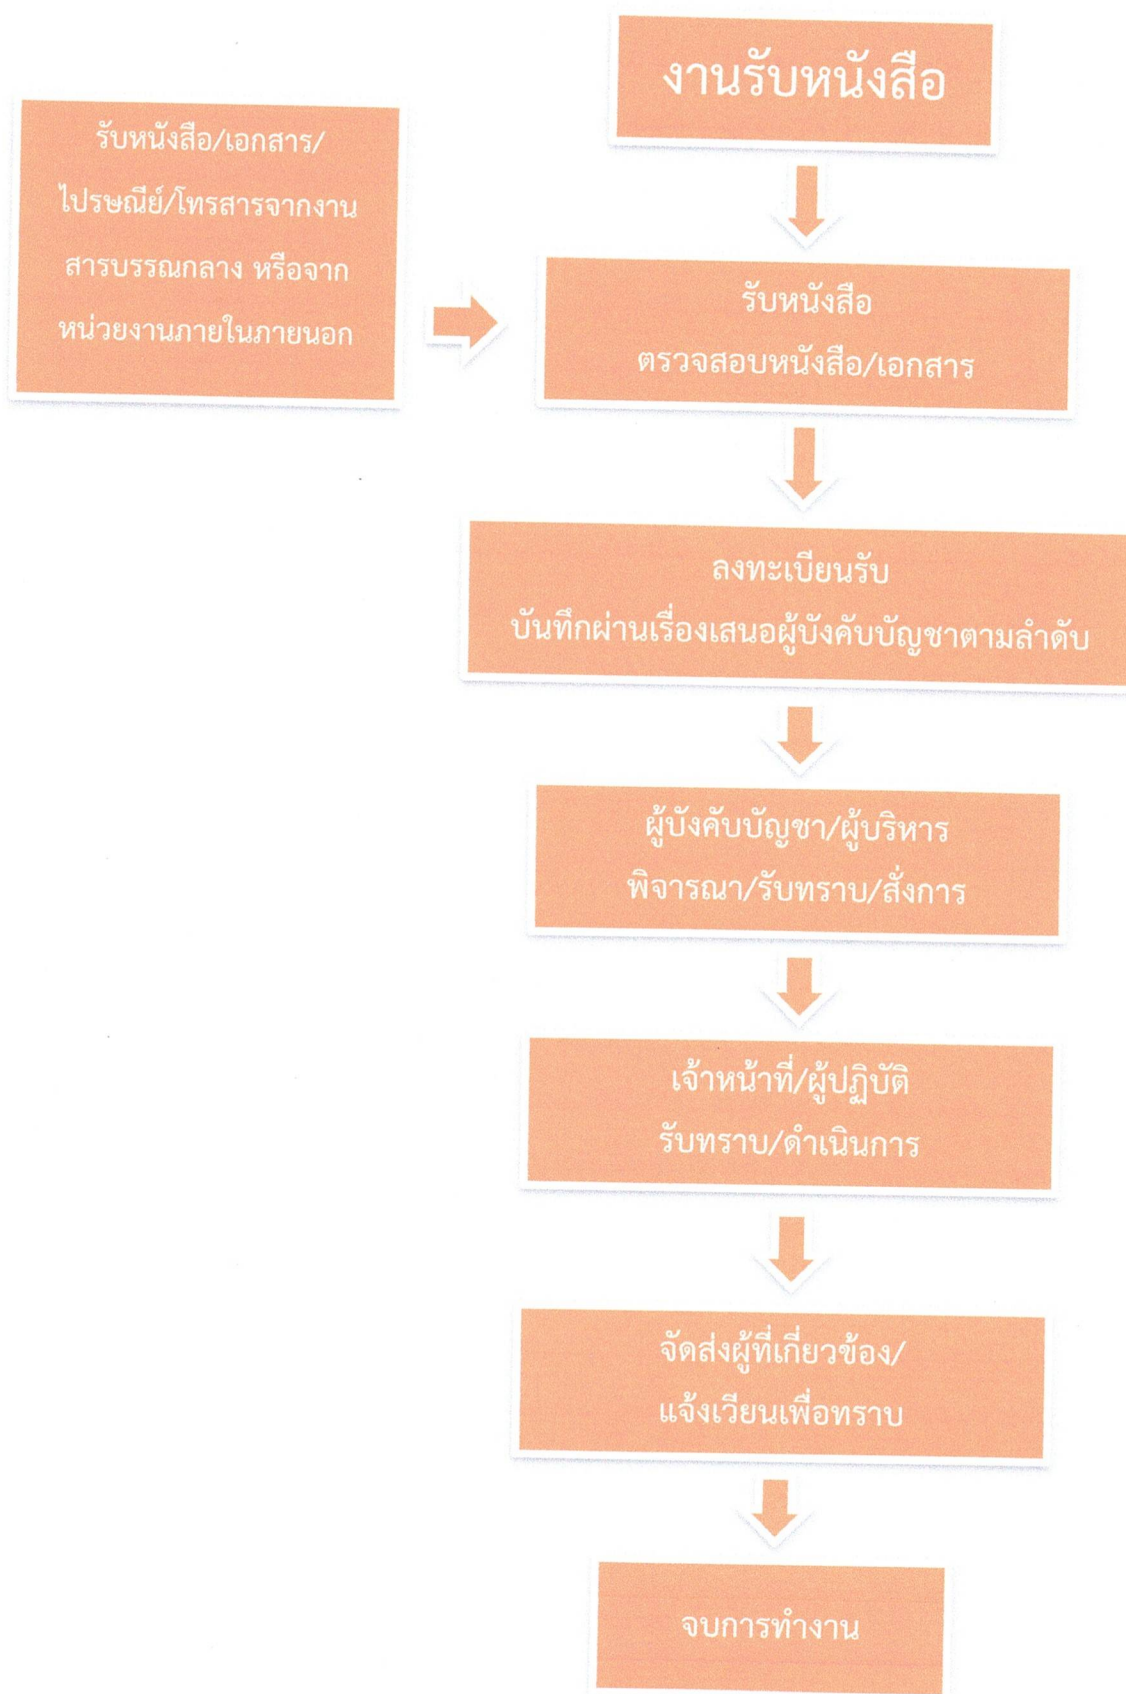 งานรับหนังสือ
รับหนังสือ/เอกสาร/
ไปรษณีย์/โทรสารจากงาน
สารบรรณกลาง หรือจาก
หน่วยงานภายในภายนอก
รับหนังสือ
ตรวจสอบหนังสือ/เอกสาร
ลงทะเบียนรับ
บันทึกผ่านเรื่องเสนอผู้บังคับบัญชาตามลำดับ
ผู้บังคับบัญชา/ผู้บริหาร
พิจารณา/รับทราบ/สั่งการ
เจ้าหน้าที่/ผู้ปฏิบัติ
รับทราบ/ดำเนินการ
จัดส่งผู้ที่เกี่ยวข้อง/
แจ้งเวียนเพื่อทราบ
จบการทำงาน